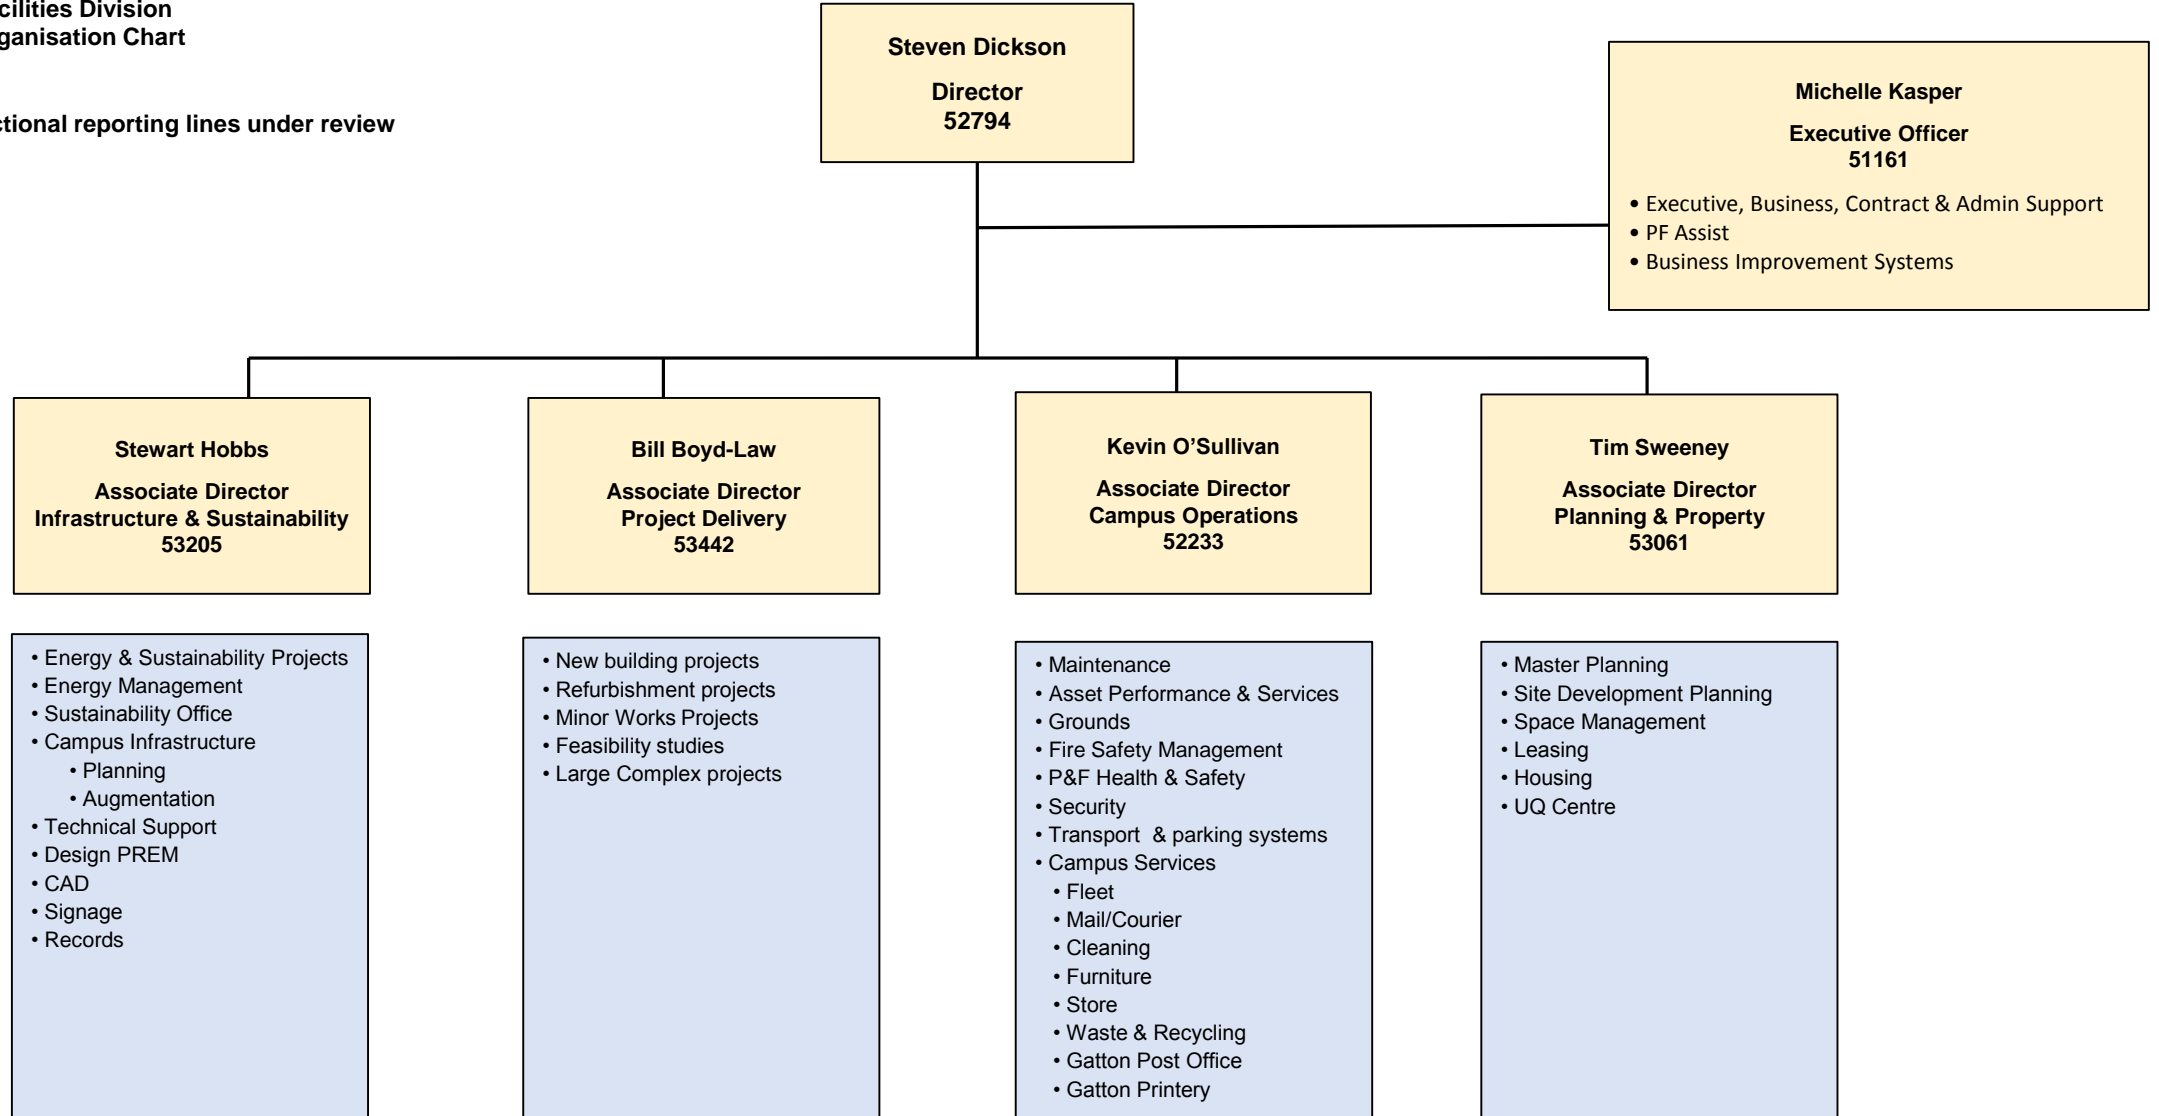 cilities Division
ganisation Chart
ctional reporting lines under review
Steven Dickson
Director
52794
Michelle Kasper
Executive Officer
51161
• Executive, Business, Contract & Admin Support
• PF Assist
• Business Improvement Systems
Stewart Hobbs
Associate Director
Infrastructure & Sustainability
53205
Bill Boyd-Law
Associate Director
Project Delivery
53442
Kevin O’Sullivan
Associate Director
Campus Operations
52233
Tim Sweeney
Associate Director
Planning & Property
53061
• Energy & Sustainability Projects
• Energy Management
• Sustainability Office
• Campus Infrastructure
• Planning
• Augmentation
• Technical Support
• Design PREM
• CAD
• Signage
• Records
• New building projects
• Refurbishment projects
• Minor Works Projects
• Feasibility studies
• Large Complex projects
• Maintenance
• Asset Performance & Services
• Grounds
• Fire Safety Management
• P&F Health & Safety
• Security
• Transport  & parking systems
• Campus Services
• Fleet
• Mail/Courier
• Cleaning
• Furniture
• Store
• Waste & Recycling
• Gatton Post Office
• Gatton Printery
• Master Planning
• Site Development Planning
• Space Management
• Leasing
• Housing
• UQ Centre